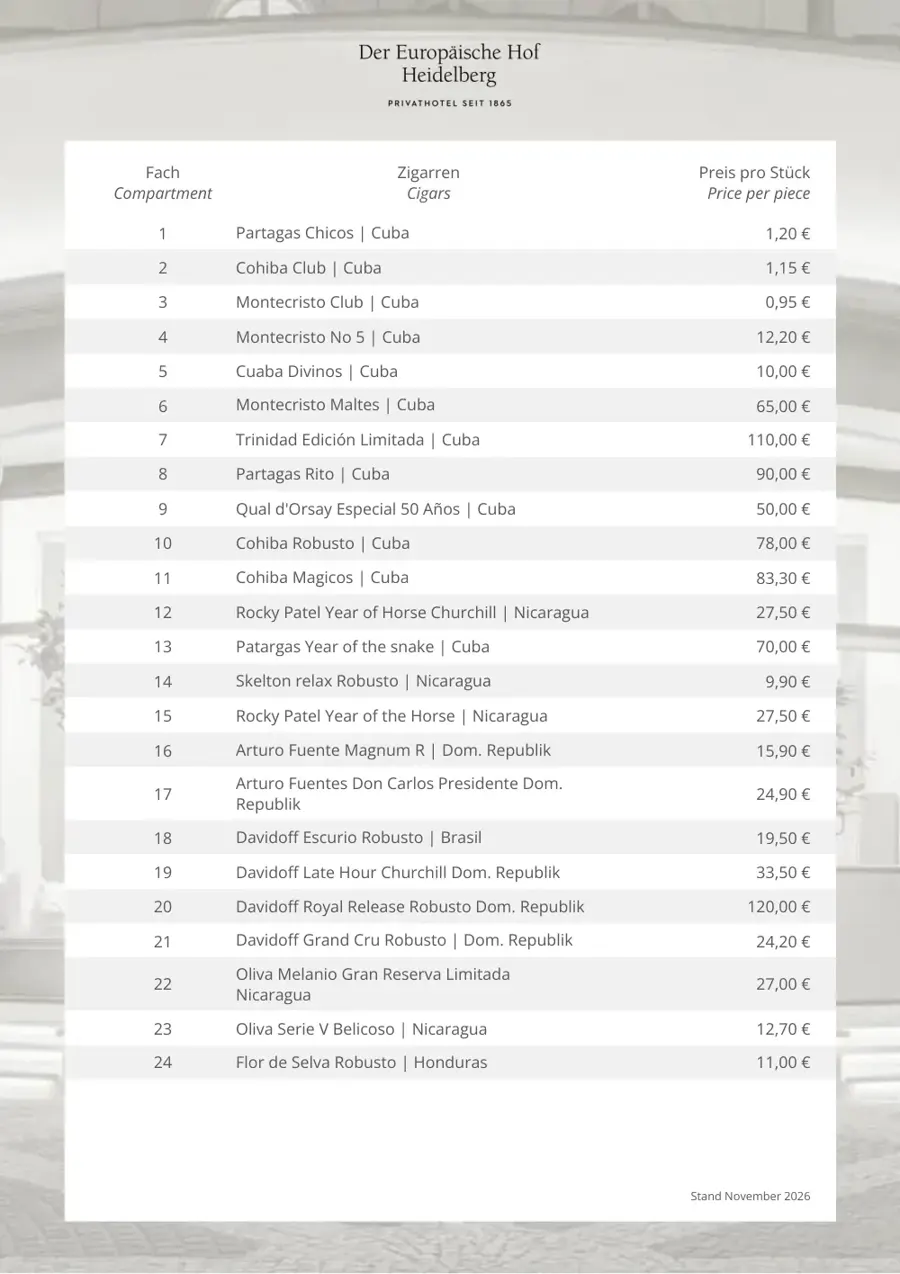 Der Europäische Hof
Heidelberg
PRIVATHOTEL SEIT 1865
Fach Zigarren Preis pro Stück
Compartment Cigars Price per piece
1 Partagas Chicos | Cuba 1,20 €
2 Cohiba Club | Cuba 1,15 €
3 Montecristo Club | Cuba 0,95 €
4 Montecristo No 5 | Cuba 12,20 €
5 Cuaba Divinos | Cuba 10,00 €
6 Montecristo Maltes | Cuba 65,00 €
7 Trinidad Edición Limitada | Cuba 110,00 €
8 Partagas Rito | Cuba 90,00 €
9 Qual d'Orsay Especial 50 Años | Cuba 50,00 €
10 Cohiba Robusto | Cuba 78,00 €
11 Cohiba Magicos | Cuba 83,30 €
12 Rocky Patel Year of Horse Churchill | Nicaragua 27,50 €
13 Patargas Year of the snake | Cuba 70,00 €
14 Skelton relax Robusto | Nicaragua 9,90 €
15 Rocky Patel Year of the Horse | Nicaragua 27,50 €
16 Arturo Fuente Magnum R | Dom. Republik 15,90 €
17 Arturo Fuentes Don Carlos Presidente Dom.
Republik 24,90 €
18 Davidoff Escurio Robusto | Brasil 19,50 €
19 Davidoff Late Hour Churchill Dom. Republik 33,50 €
20 Davidoff Royal Release Robusto Dom. Republik 120,00 €
21 Davidoff Grand Cru Robusto | Dom. Republik 24,20 €
22 Oliva Melanio Gran Reserva Limitada
Nicaragua 27,00 €
23 Oliva Serie V Belicoso | Nicaragua 12,70 €
24 Flor de Selva Robusto | Honduras 11,00 €
Stand November 2026